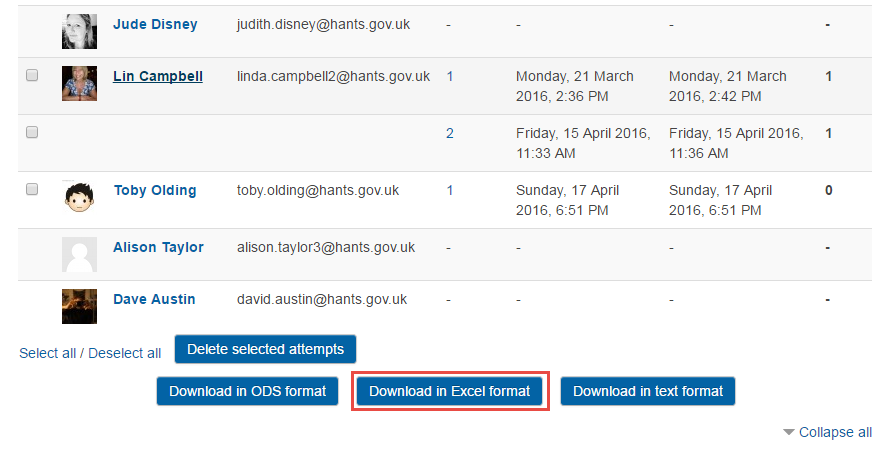 Jude Disney judith.disney@hants.gov.uk - - - -
Lin Campbell linda.campbell2@hants.gov.uk 1 Monday, 21 March Monday, 21 March 1
2016, 2:36 PM 2016, 2:42 PM
2 Friday, 15 April 2016, Friday, 15 April 2016, 1
11:33 AM 11:36 AM
Toby Olding toby.olding@hants.gov.uk 1 Sunday, 17 April Sunday, 17 April 0
2016, 6:51 PM 2016, 6:51 PM
Alison Taylor alison.taylor3@hants.gov.uk - - - -
Dave Austin david.austin@hants.gov.uk - - - -
Select all / Deselect all Delete selected attempts
Download in ODS format Download in Excel format Download in text format
Collapse all